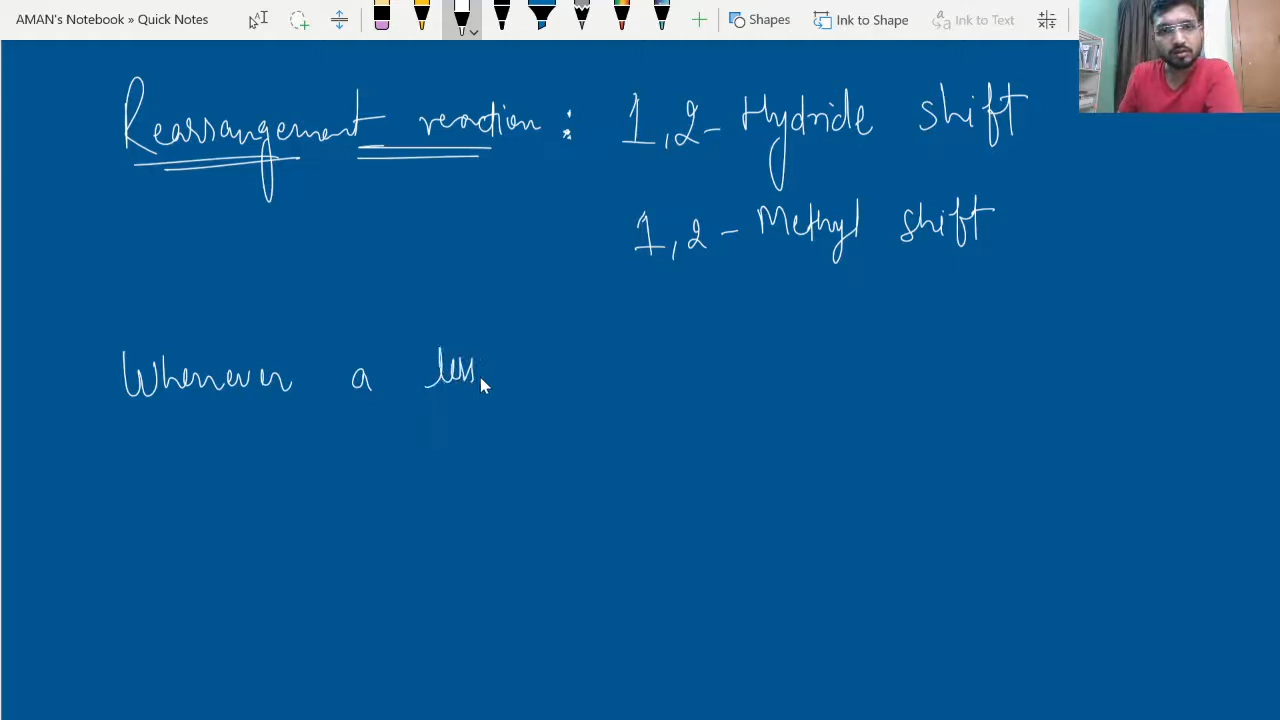 AMAN's Notebook » Quick Notes
Shapes
Ink to Shape
Ink to Text
Rearrangement reaction : 1,2- Hydride shift
1,2 - Methyl shift
Whenever a less